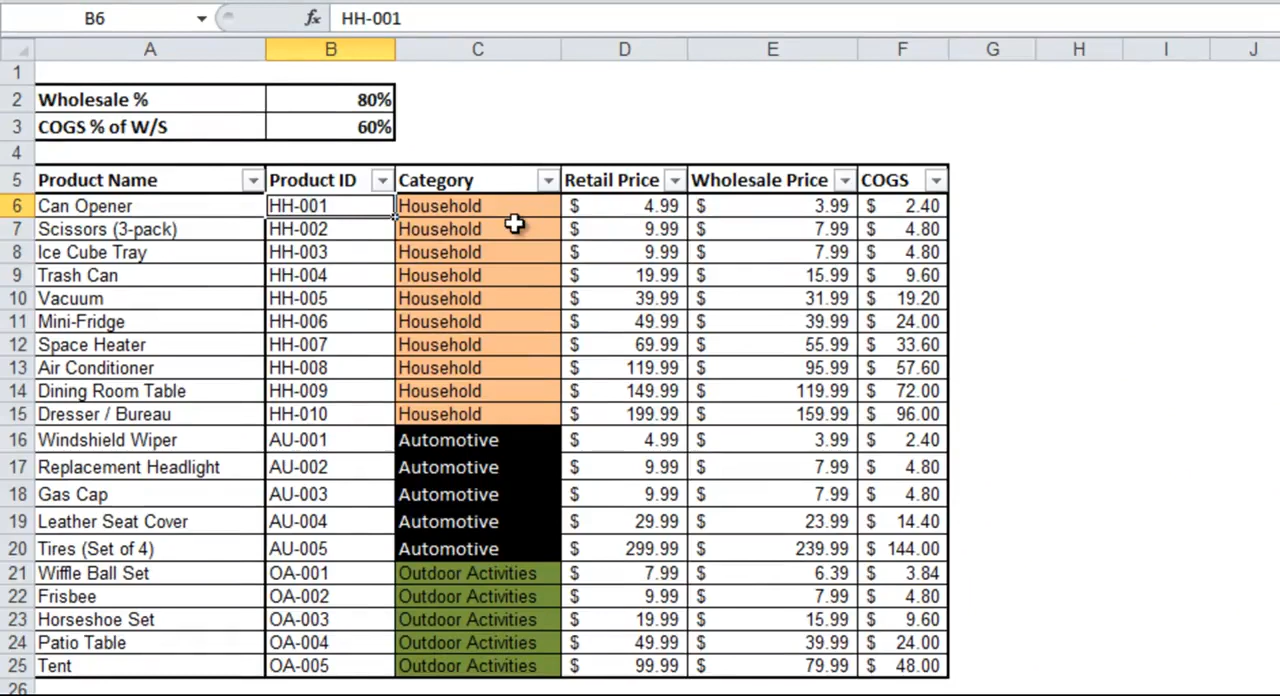 B6 fx HH-001
A B C D E F G H I J
1
2 Wholesale % 80%
3 COGS % of W/S 60%
4
5 Product Name Product ID Category Retail Price Wholesale Price COGS
6 Can Opener HH-001 Household $ 4.99 $ 3.99 $ 2.40
7 Scissors (3-pack) HH-002 Household $ 9.99 $ 7.99 $ 4.80
8 Ice Cube Tray HH-003 Household $ 9.99 $ 7.99 $ 4.80
9 Trash Can HH-004 Household $ 19.99 $ 15.99 $ 9.60
10 Vacuum HH-005 Household $ 39.99 $ 31.99 $ 19.20
11 Mini-Fridge HH-006 Household $ 49.99 $ 39.99 $ 24.00
12 Space Heater HH-007 Household $ 69.99 $ 55.99 $ 33.60
13 Air Conditioner HH-008 Household $ 119.99 $ 95.99 $ 57.60
14 Dining Room Table HH-009 Household $ 149.99 $ 119.99 $ 72.00
15 Dresser / Bureau HH-010 Household $ 199.99 $ 159.99 $ 96.00
16 Windshield Wiper AU-001 Automotive $ 4.99 $ 3.99 $ 2.40
17 Replacement Headlight AU-002 Automotive $ 9.99 $ 7.99 $ 4.80
18 Gas Cap AU-003 Automotive $ 9.99 $ 7.99 $ 4.80
19 Leather Seat Cover AU-004 Automotive $ 29.99 $ 23.99 $ 14.40
20 Tires (Set of 4) AU-005 Automotive $ 299.99 $ 239.99 $ 144.00
21 Wiffle Ball Set OA-001 Outdoor Activities $ 7.99 $ 6.39 $ 3.84
22 Frisbee OA-002 Outdoor Activities $ 9.99 $ 7.99 $ 4.80
23 Horseshoe Set OA-003 Outdoor Activities $ 19.99 $ 15.99 $ 9.60
24 Patio Table OA-004 Outdoor Activities $ 49.99 $ 39.99 $ 24.00
25 Tent OA-005 Outdoor Activities $ 99.99 $ 79.99 $ 48.00
26